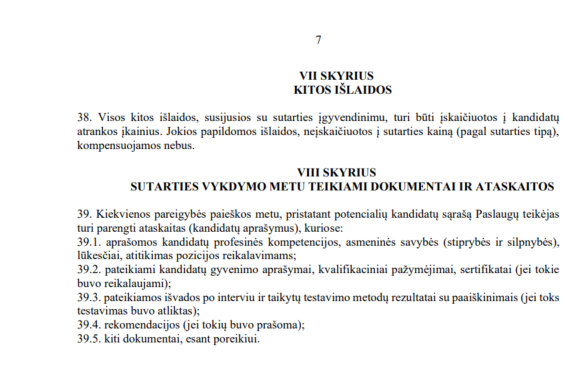 7
VII SKYRIUS
KITOS IŠLAIDOS
38. Visos kitos išlaidos, susijusios su sutarties įgyvendinimu, turi būti įskaičiuotos į kandidatų
atrankos įkainius. Jokios papildomos išlaidos, neįskaičiuotos į sutarties kainą (pagal sutarties tipą),
kompensuojamos nebus.
VIII SKYRIUS
SUTARTIES VYKDYMO METU TEIKIAMI DOKUMENTAI IR ATASKAITOS
39. Kiekvienos pareigybės paieškos metu, pristatant potencialių kandidatų sąrašą Paslaugų teikėjas
turi parengti ataskaitas (kandidatų aprašymus), kuriose:
39.1. aprašomos kandidatų profesinės kompetencijos, asmeninės savybės (stiprybės ir silpnybės),
lūkesčiai, atitikimas pozicijos reikalavimams;
39.2. pateikiami kandidatų gyvenimo aprašymai, kvalifikaciniai pažymėjimai, sertifikatai (jei tokie
buvo reikalaujami);
39.3. pateikiamos išvados po interviu ir taikytų testavimo metodų rezultatai su paaiškinimais (jei toks
testavimas buvo atliktas);
39.4. rekomendacijos (jei tokių buvo prašoma);
39.5. kiti dokumentai, esant poreikiui.